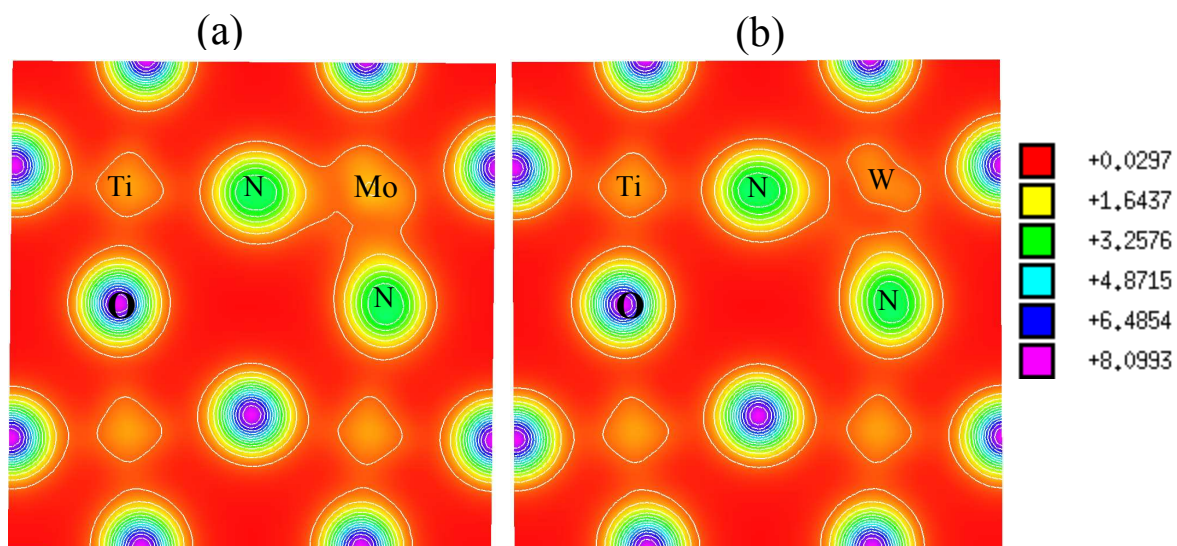 (a)
(b)
Ti
N
Mo
O
N
Ti
N
W
O
N
+0.0297
+1.6437
+3.2576
+4.8715
+6.4854
+8.0993